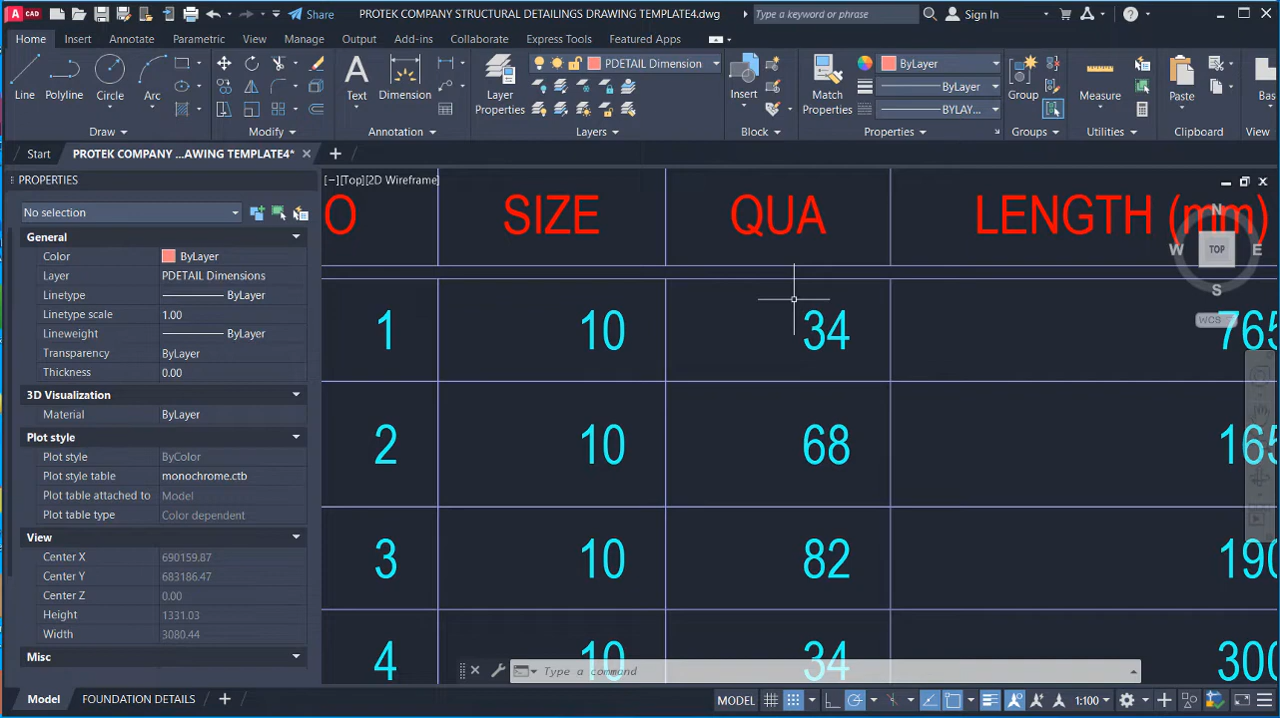 A CAD
Share
PROTEK COMPANY STRUCTURAL DETAILINGS DRAWING TEMPLATE4.dwg
Type a keyword or phrase
Sign In
Home Insert Annotate Parametric View Manage Output Add-ins Collaborate Express Tools Featured Apps
Line Polyline Circle Arc
Text Dimension
Layer Properties
PDETAIL Dimension
Insert
Match Properties
ByLayer
ByLayer
BYLAY...
Group
Measure
Paste
Bas
Draw Modify Annotation Layers Block Properties Groups Utilities Clipboard View
Start PROTEK COMPANY ...AWING TEMPLATE4*
PROPERTIES
No selection
General
Color ByLayer
Layer PDETAIL Dimensions
Linetype ByLayer
Linetype scale 1.00
Lineweight ByLayer
Transparency ByLayer
Thickness 0.00
3D Visualization
Material ByLayer
Plot style
Plot style ByColor
Plot style table monochrome.ctb
Plot table attached to Model
Plot table type Color dependent
View
Center X 690159.87
Center Y 683186.47
Center Z 0.00
Height 1331.03
Width 3080.44
Misc
[−][Top][2D Wireframe]
O SIZE QUA LENGTH (mm)
1 10 34 765
2 10 68 165
3 10 82 190
4 10 34 300
N
W TOP E
S
WCS
Type a command
Model FOUNDATION DETAILS
MODEL
1:100